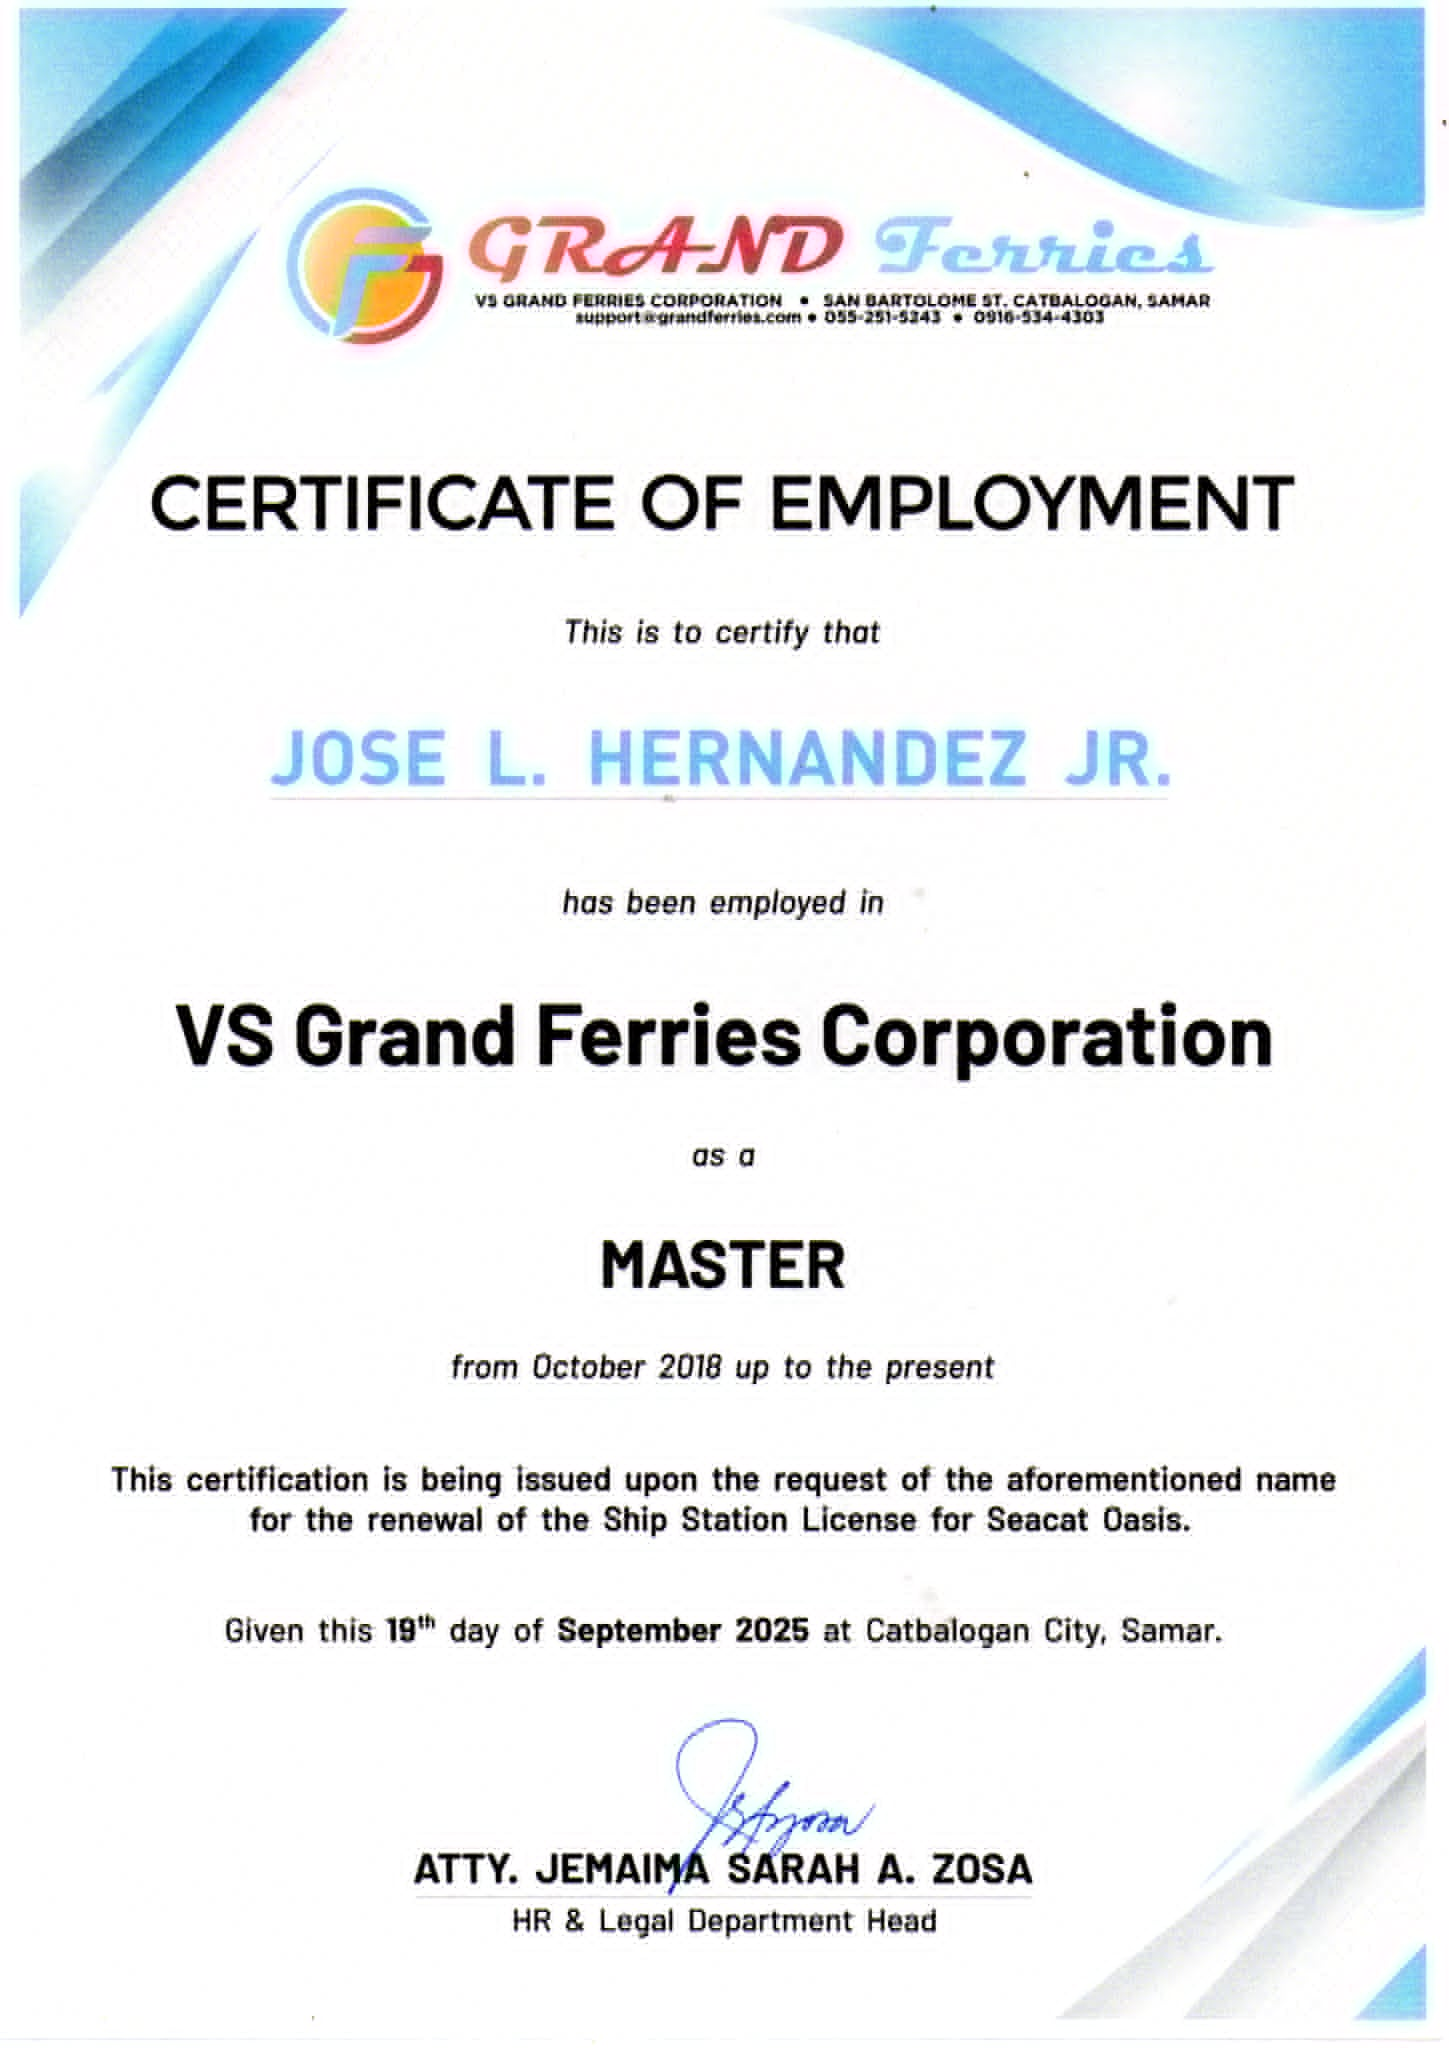 GRAND Ferries
VS GRAND FERRIES CORPORATION • SAN BARTOLOME ST. CATBALOGAN, SAMAR
support@grandferries.com • 055-251-5243 • 0916-534-4303
CERTIFICATE OF EMPLOYMENT
This is to certify that
JOSE L. HERNANDEZ JR.
has been employed in
VS Grand Ferries Corporation
as a
MASTER
from October 2018 up to the present
This certification is being issued upon the request of the aforementioned name
for the renewal of the Ship Station License for Seacat Oasis.
Given this 19th day of September 2025 at Catbalogan City, Samar.
ATTY. JEMAIMA SARAH A. ZOSA
HR & Legal Department Head